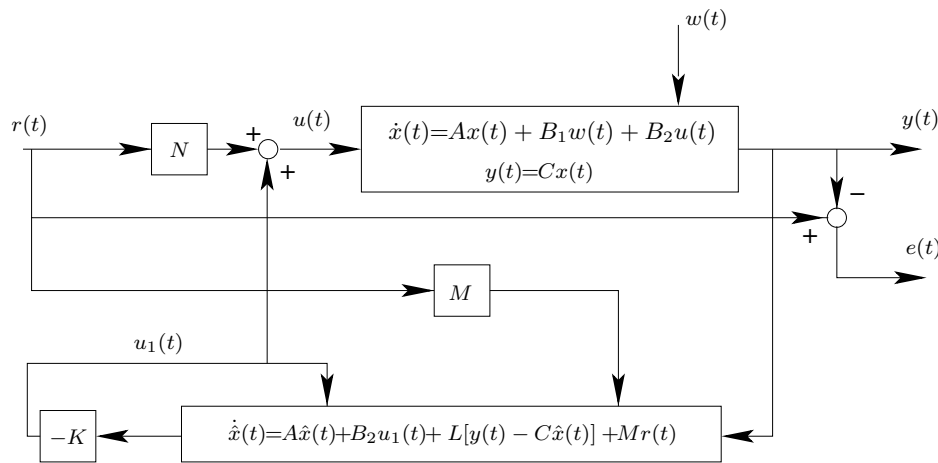 w(t)
r(t)
N
+
+
u(t)
ẋ(t)=Ax(t) + B₁w(t) + B₂u(t)
y(t)=Cx(t)
y(t)
−
+
e(t)
M
u₁(t)
−K
x̂̇(t)=Ax̂(t)+B₂u₁(t)+ L[y(t) − Cx̂(t)] +Mr(t)